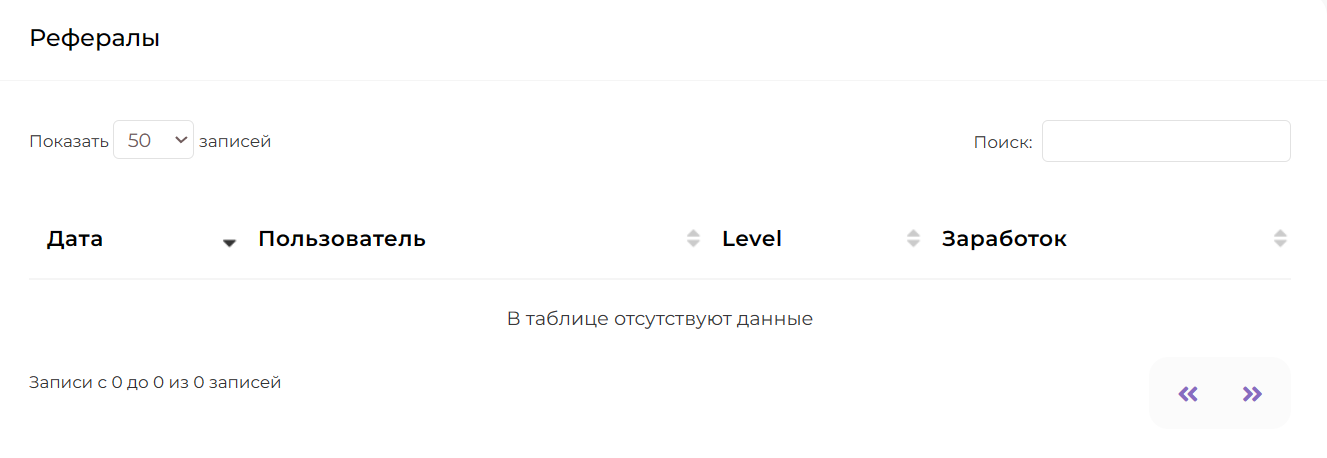 Рефералы
Показать 50 записей
Поиск:
Дата Пользователь Level Заработок
В таблице отсутствуют данные
Записи с 0 до 0 из 0 записей